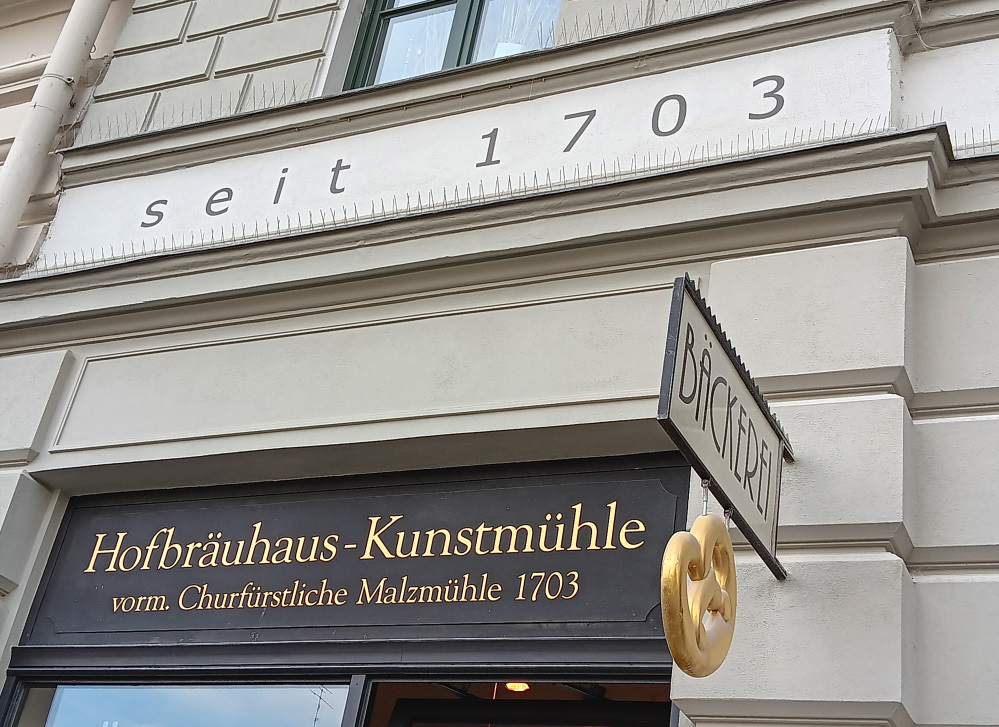 seit 1703
BÄCKEREI
Hofbräuhaus-Kunstmühle
vorm. Churfürstliche Malzmühle 1703